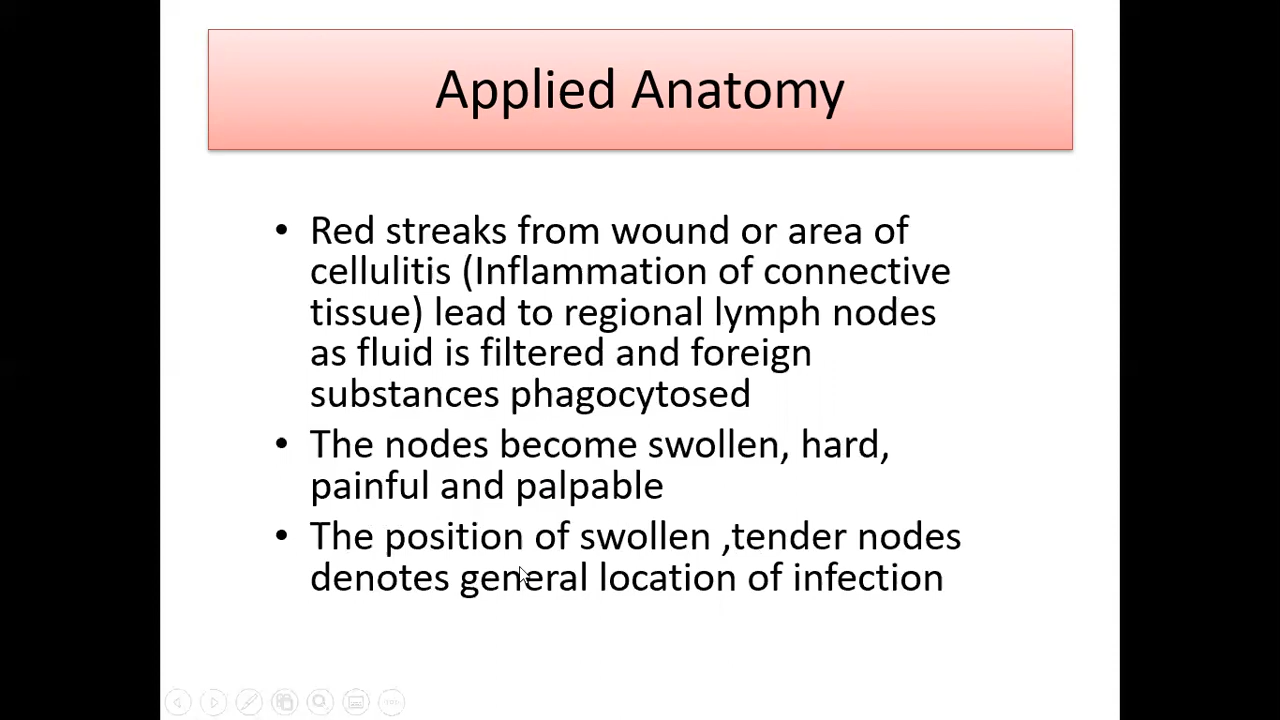 Applied Anatomy
• Red streaks from wound or area of
cellulitis (Inflammation of connective
tissue) lead to regional lymph nodes
as fluid is filtered and foreign
substances phagocytosed
• The nodes become swollen, hard,
painful and palpable
• The position of swollen ,tender nodes
denotes general location of infection